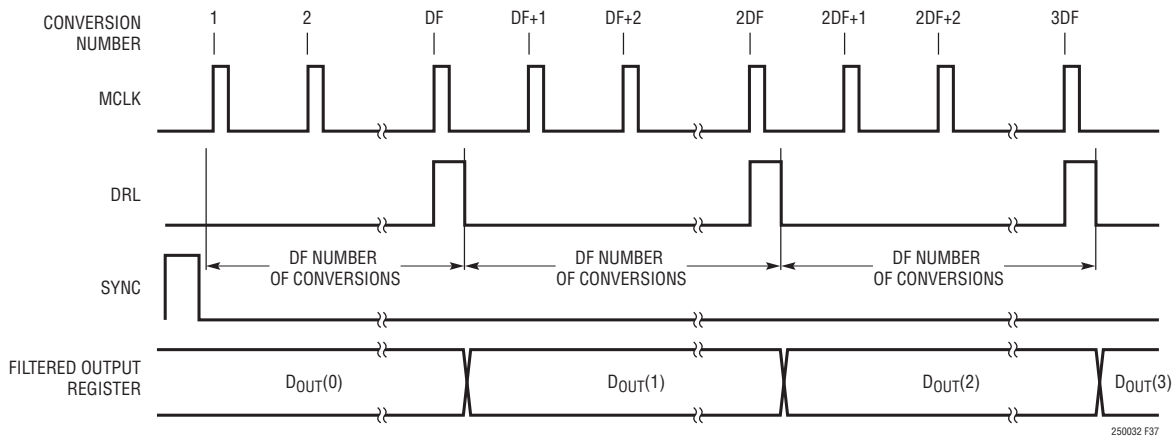 CONVERSION
NUMBER
1 2 DF DF+1 DF+2 2DF 2DF+1 2DF+2 3DF
MCLK
DRL
DF NUMBER
OF CONVERSIONS
DF NUMBER
OF CONVERSIONS
DF NUMBER
OF CONVERSIONS
SYNC
FILTERED OUTPUT
REGISTER
DOUT(0) DOUT(1) DOUT(2) DOUT(3)
250032 F37